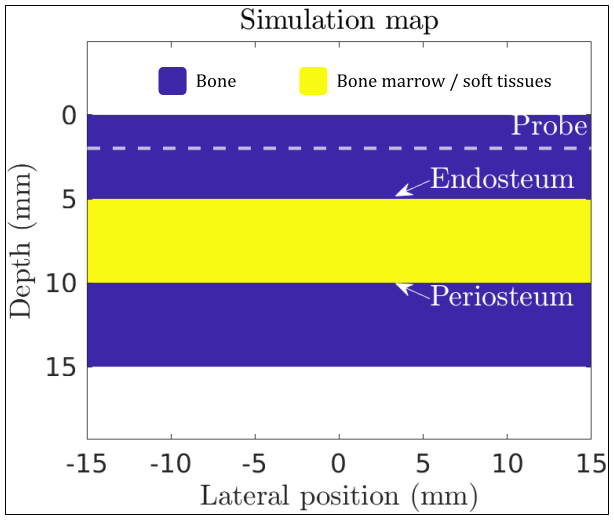 Simulation map
Bone
Bone marrow / soft tissues
0
Probe
Endosteum
5
10
Periosteum
15
Depth (mm)
-15 -10 -5 0 5 10 15
Lateral position (mm)